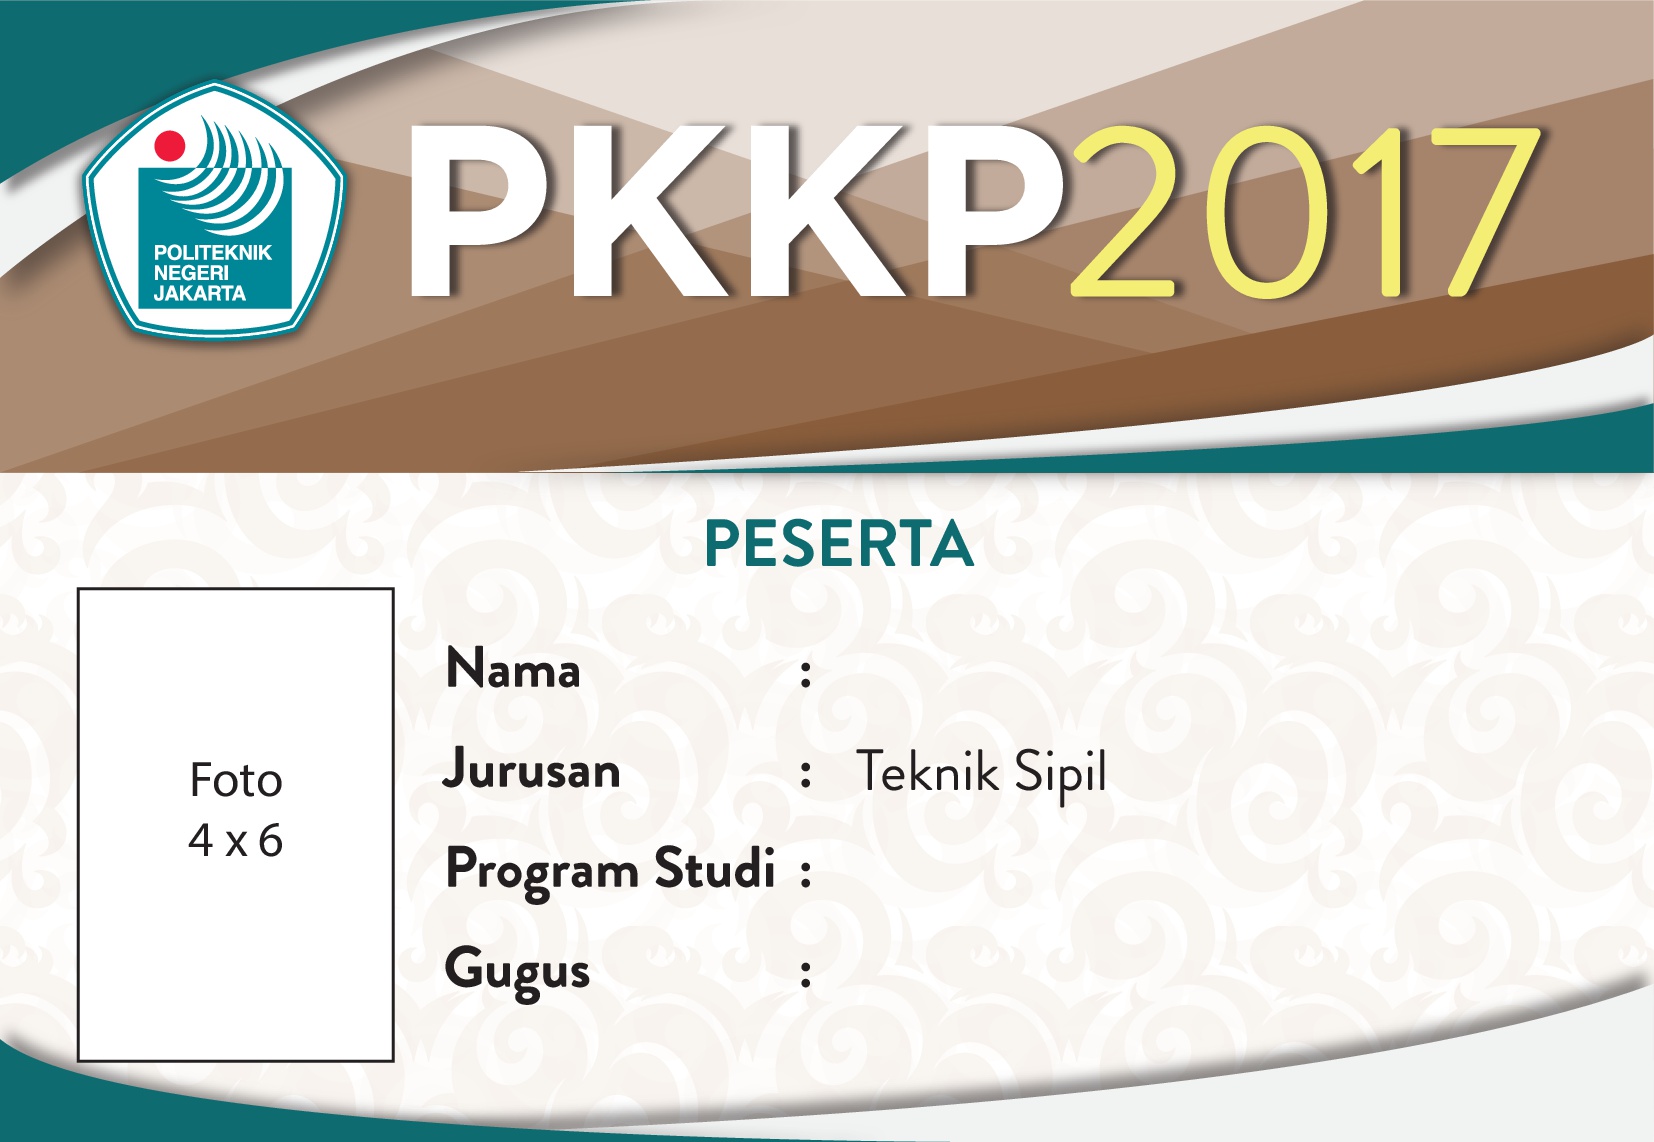 POLITEKNIK
NEGERI
JAKARTA
PKKP2017
PESERTA
Foto
4 x 6
Nama :
Jurusan : Teknik Sipil
Program Studi :
Gugus :